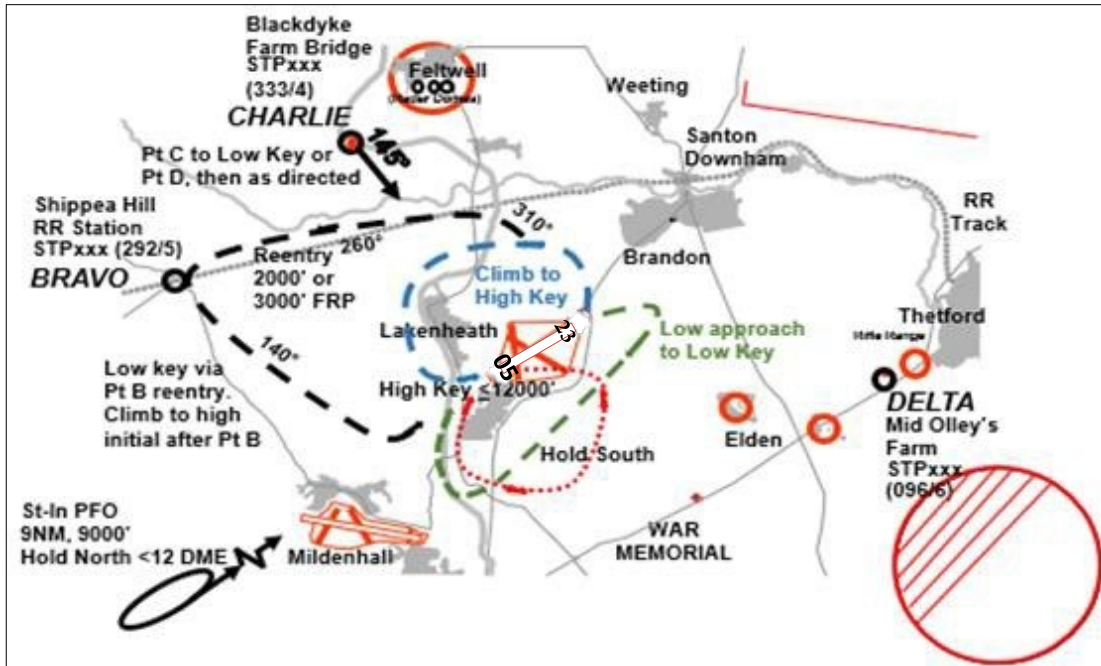 Blackdyke
Farm Bridge
STPxxx
(333/4)
CHARLIE
Feltwell
Weeting
Santon
Downham
145°
Pt C to Low Key or
Pt D, then as directed
RR
Track
Shippea Hill
RR Station
STPxxx (292/5)
BRAVO
310°
260°
Reentry
2000' or
3000' FRP
Climb to
High Key
Brandon
Thetford
Lakenheath
23
05
Low approach
to Low Key
Rifle Range
140°
Low key via
Pt B reentry.
Climb to high
initial after Pt B
High Key ≤12000'
DELTA
Mid Olley's
Farm
STPxxx
(096/6)
Elden
Hold South
St-In PFO
9NM, 9000'
Hold North <12 DME
Mildenhall
WAR
MEMORIAL